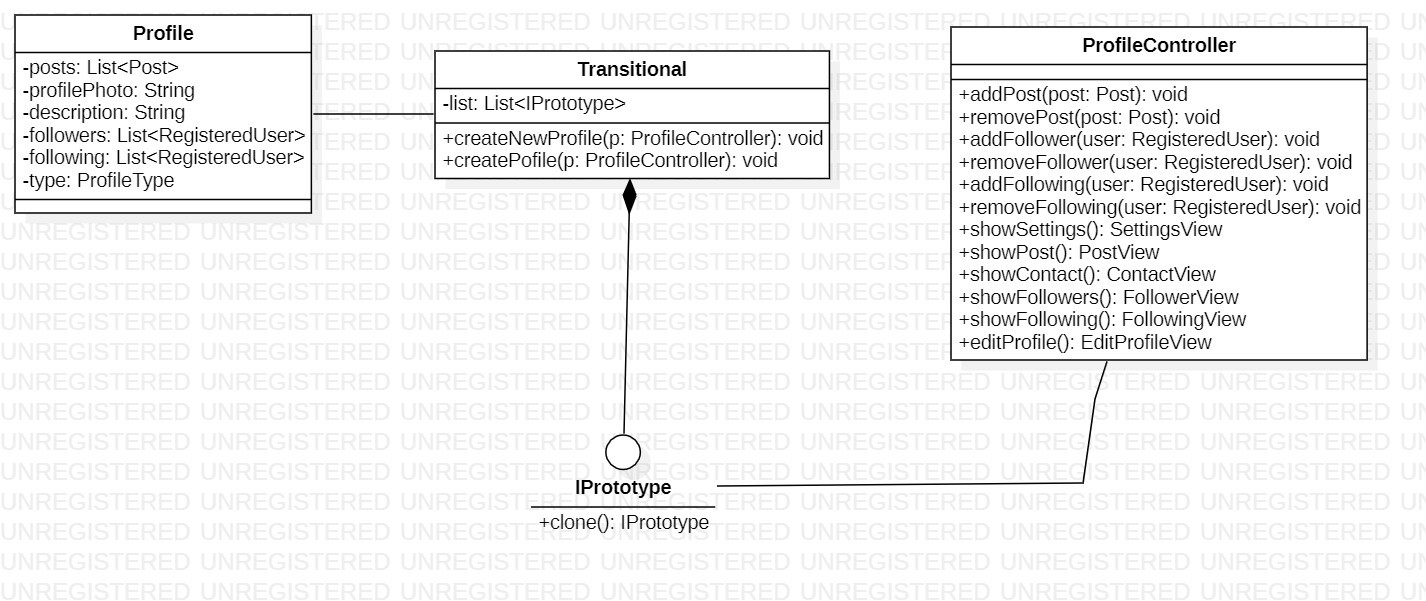 Profile
-posts: List<Post>
-profilePhoto: String
-description: String
-followers: List<RegisteredUser>
-following: List<RegisteredUser>
-type: ProfileType
Transitional
-list: List<IPrototype>
+createNewProfile(p: ProfileController): void
+createPofile(p: ProfileController): void
ProfileController
+addPost(post: Post): void
+removePost(post: Post): void
+addFollower(user: RegisteredUser): void
+removeFollower(user: RegisteredUser): void
+addFollowing(user: RegisteredUser): void
+removeFollowing(user: RegisteredUser): void
+showSettings(): SettingsView
+showPost(): PostView
+showContact(): ContactView
+showFollowers(): FollowerView
+showFollowing(): FollowingView
+editProfile(): EditProfileView
IPrototype
+clone(): IPrototype
UNREGISTERED